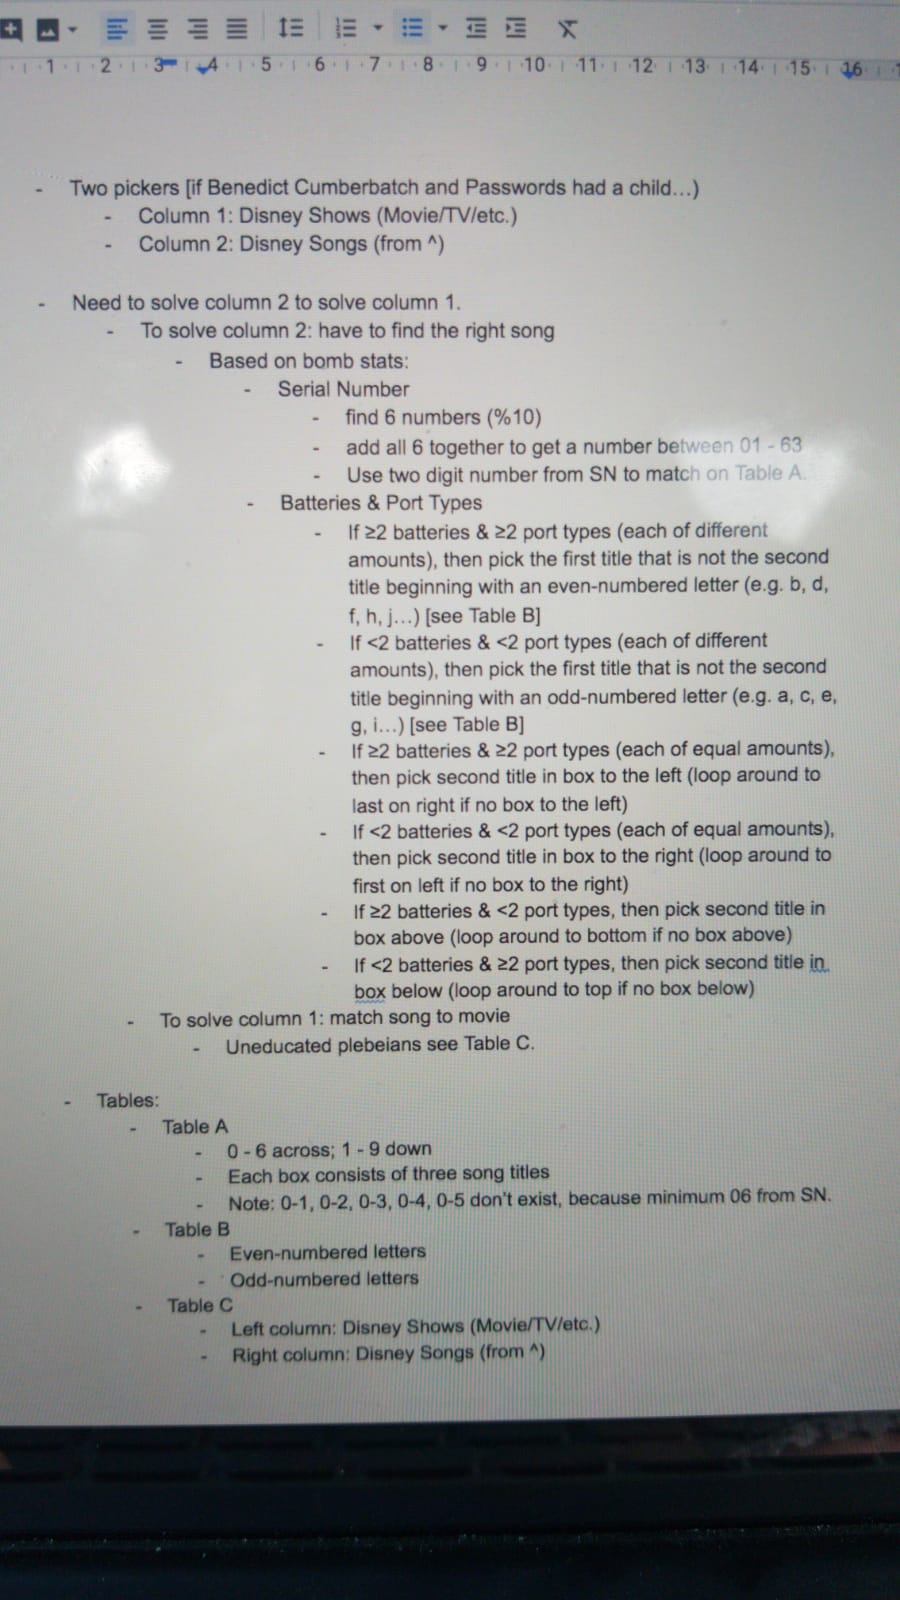 1 2 3 4 5 6 7 8 9 10 11 12 13 14 15 16
- Two pickers [if Benedict Cumberbatch and Passwords had a child...)
- Column 1: Disney Shows (Movie/TV/etc.)
- Column 2: Disney Songs (from ^)
- Need to solve column 2 to solve column 1.
- To solve column 2: have to find the right song
- Based on bomb stats:
- Serial Number
- find 6 numbers (%10)
- add all 6 together to get a number between 01 - 63
- Use two digit number from SN to match on Table A.
- Batteries & Port Types
- If ≥2 batteries & ≥2 port types (each of different
amounts), then pick the first title that is not the second
title beginning with an even-numbered letter (e.g. b, d,
f, h, j...) [see Table B]
- If <2 batteries & <2 port types (each of different
amounts), then pick the first title that is not the second
title beginning with an odd-numbered letter (e.g. a, c, e,
g, i...) [see Table B]
- If ≥2 batteries & ≥2 port types (each of equal amounts),
then pick second title in box to the left (loop around to
last on right if no box to the left)
- If <2 batteries & <2 port types (each of equal amounts),
then pick second title in box to the right (loop around to
first on left if no box to the right)
- If ≥2 batteries & <2 port types, then pick second title in
box above (loop around to bottom if no box above)
- If <2 batteries & ≥2 port types, then pick second title in
box below (loop around to top if no box below)
- To solve column 1: match song to movie
- Uneducated plebeians see Table C.
- Tables:
- Table A
- 0 - 6 across; 1 - 9 down
- Each box consists of three song titles
- Note: 0-1, 0-2, 0-3, 0-4, 0-5 don't exist, because minimum 06 from SN.
- Table B
- Even-numbered letters
- Odd-numbered letters
- Table C
- Left column: Disney Shows (Movie/TV/etc.)
- Right column: Disney Songs (from ^)